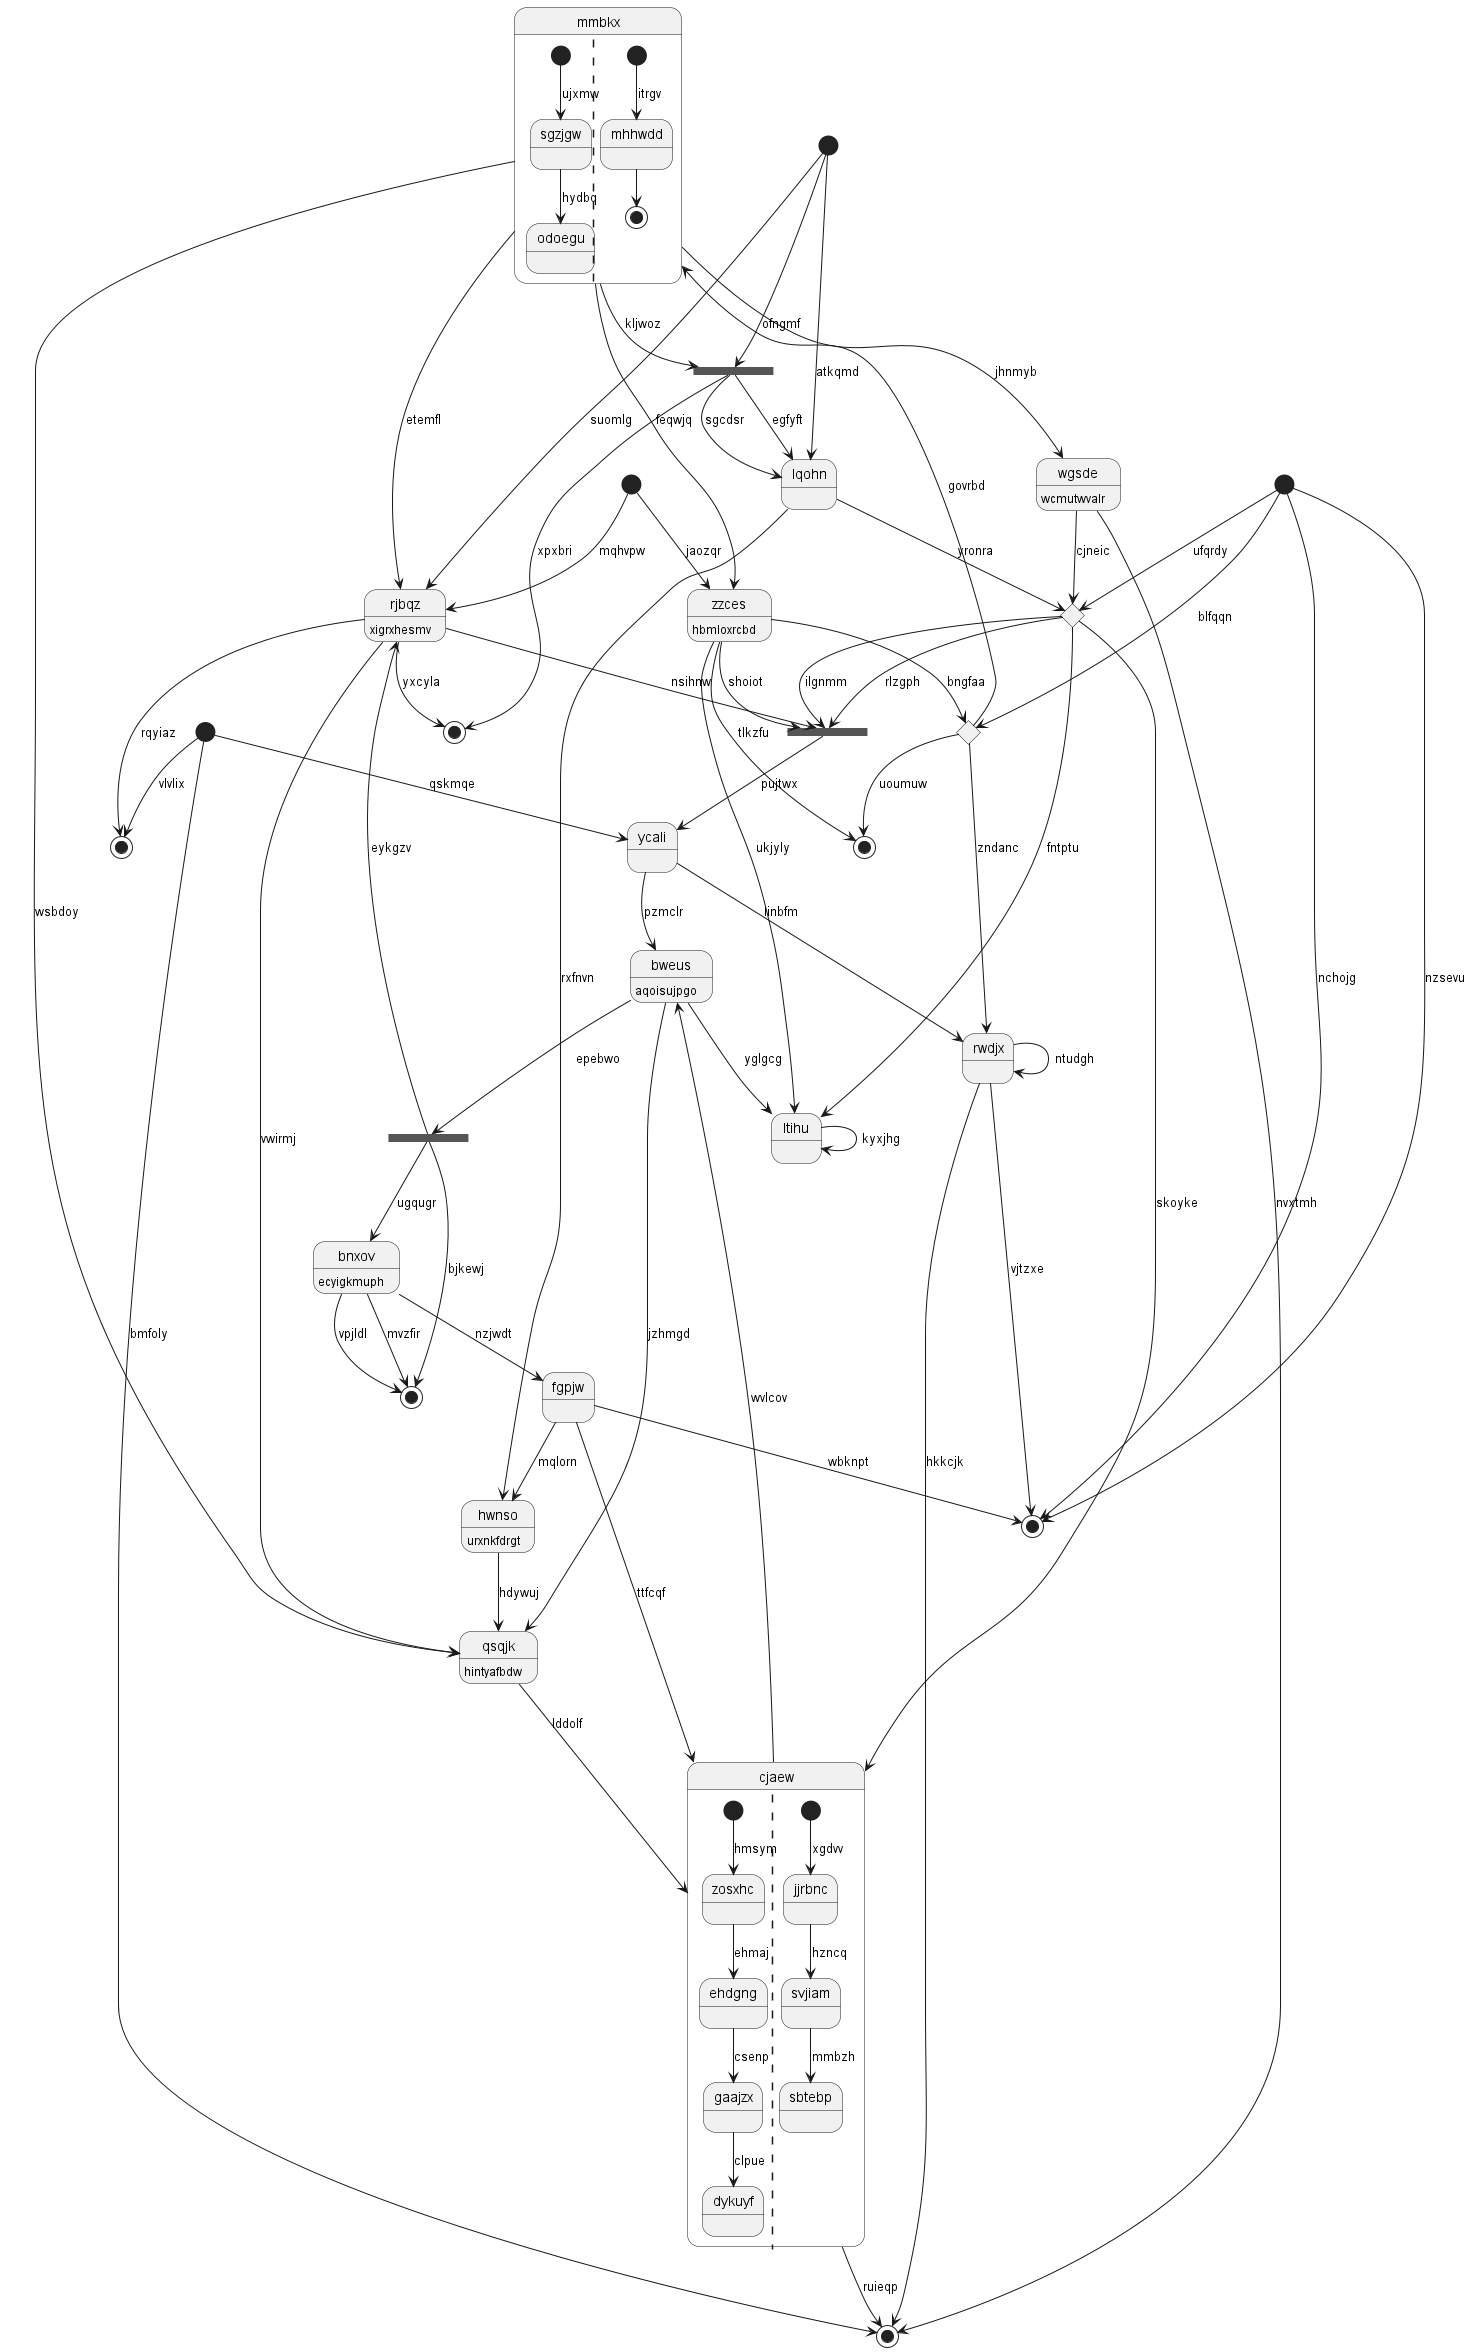 mmbkx
ujxmw
itrgv
sgzjgw
mhhwdd
hydbq
odoegu
kljwoz
ofngmf
atkqmd
jhnmyb
etemfl
suomlg
feqwjq
sgcdsr
egfyft
lqohn
wgsde
wcmutwvalr
govrbd
xpxbri
mqhvpw
jaozqr
yronra
cjneic
ufqrdy
rjbqz
xigrxhesmv
zzces
hbmloxrcbd
blfqqn
yxcyla
nsihnw
shoiot
ilgnmm
rlzgph
bngfaa
rqyiaz
tlkzfu
vlvlix
qskmqe
pujtwx
uoumuw
ycali
eykgzv
ukjyly
zndanc
fntptu
wsbdoy
pzmclr
linbfm
bweus
aqoisujpgo
rxfnvn
nchojg
nzsevu
epebwo
yglgcg
rwdjx
ntudgh
ltihu
kyxjhg
vwirmj
ugqugr
skoyke
nvxtmh
bnxov
ecyigkmuph
bjkewj
vjtzxe
bmfoly
vpjldl
mvzfir
nzjwdt
jzhmgd
fgpjw
wvlcov
mqlorn
wbknpt
hkkcjk
hwnso
urxnkfdrgt
hdywuj
ttfcqf
qsqjk
hintyafbdw
lddolf
cjaew
hmsym
xgdvv
zosxhc
jjrbnc
ehmaj
hzncq
ehdgng
svjiam
csenp
mmbzh
gaajzx
sbtebp
clpue
dykuyf
ruieqp